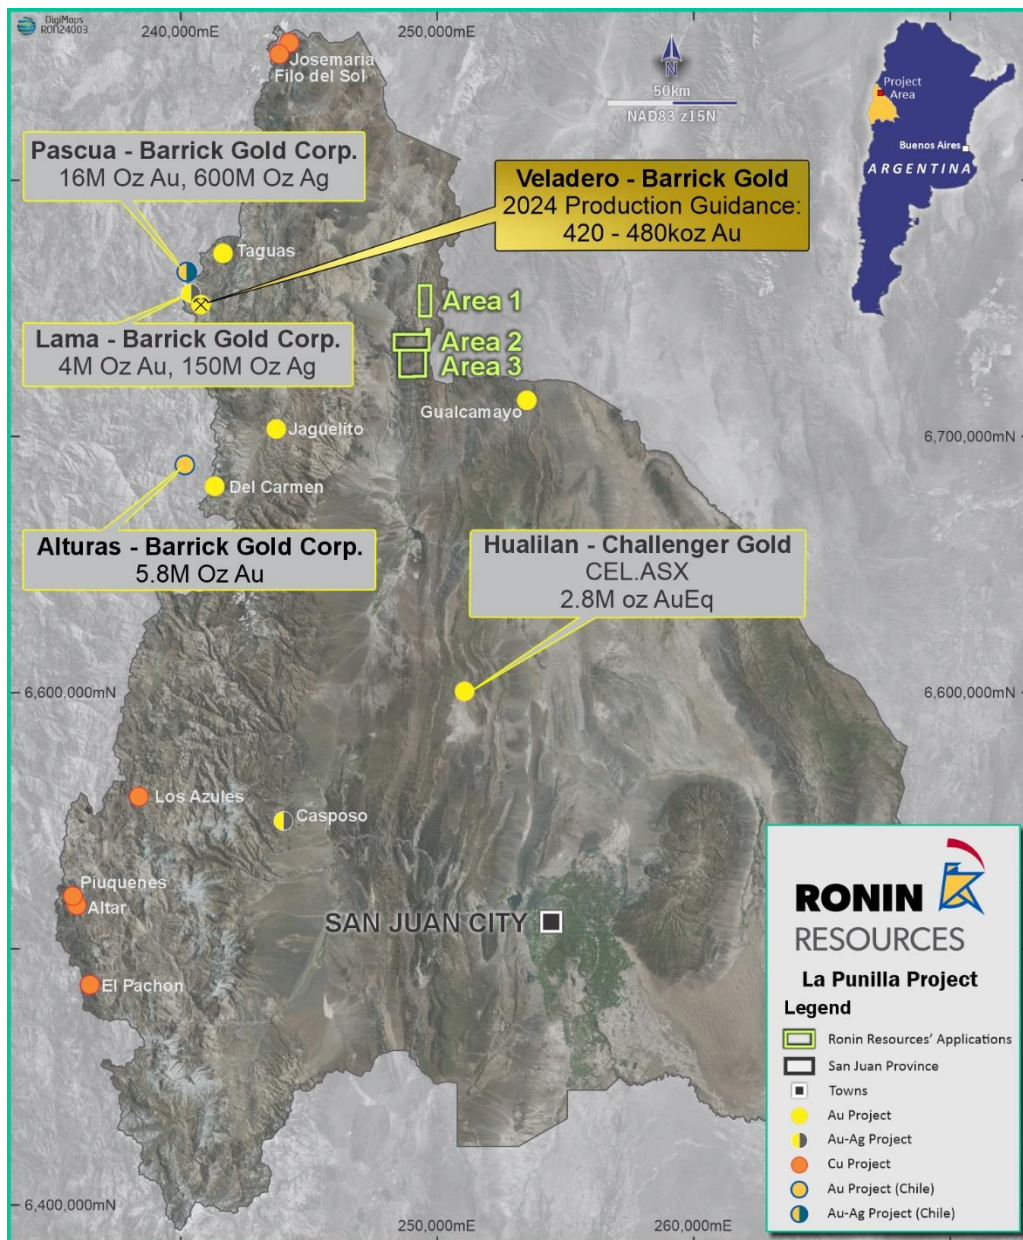 DigiMaps
RON24003
240,000mE
250,000mE
Josemaria
Filo del Sol
N
50km
NAD83 z15N
Project
Area
Buenos Aires
ARGENTINA
Pascua - Barrick Gold Corp.
16M Oz Au, 600M Oz Ag
Veladero - Barrick Gold
2024 Production Guidance:
420 - 480koz Au
Taguas
Area 1
Lama - Barrick Gold Corp.
4M Oz Au, 150M Oz Ag
Area 2
Area 3
Gualcamayo
Jaguelito
6,700,000mN
Del Carmen
Alturas - Barrick Gold Corp.
5.8M Oz Au
Hualilan - Challenger Gold
CEL.ASX
2.8M oz AuEq
6,600,000mN
6,600,000mN
Los Azules
Casposo
Piuquenes
Altar
SAN JUAN CITY
El Pachon
RONIN
RESOURCES
La Punilla Project
Legend
Ronin Resources' Applications
San Juan Province
Towns
Au Project
Au-Ag Project
Cu Project
Au Project (Chile)
Au-Ag Project (Chile)
6,400,000mN
250,000mE
260,000mE